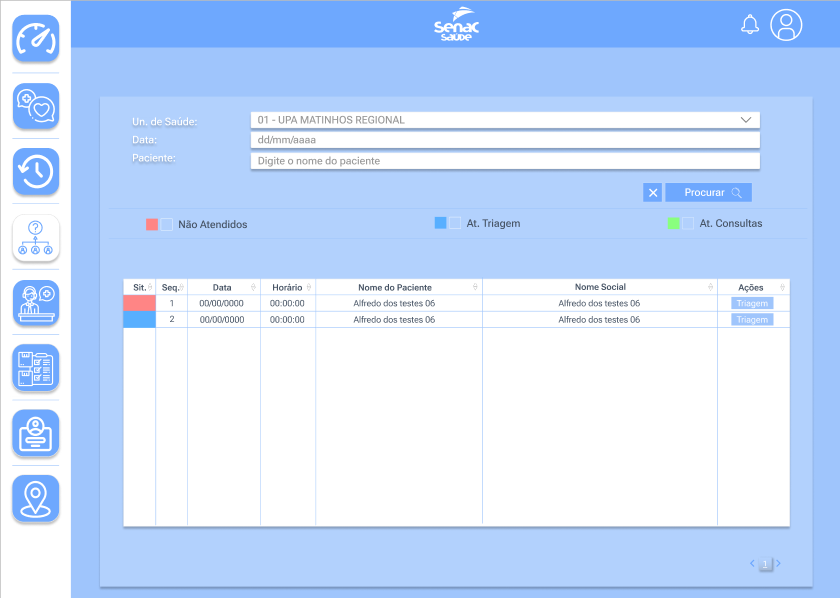 Senac
Saúde
Un. de Saúde: 01 - UPA MATINHOS REGIONAL
Data: dd/mm/aaaa
Paciente: Digite o nome do paciente
Procurar
Não Atendidos At. Triagem At. Consultas
Sit. Seq. Data Horário Nome do Paciente Nome Social Ações
1 00/00/0000 00:00:00 Alfredo dos testes 06 Alfredo dos testes 06 Triagem
2 00/00/0000 00:00:00 Alfredo dos testes 06 Alfredo dos testes 06 Triagem
1